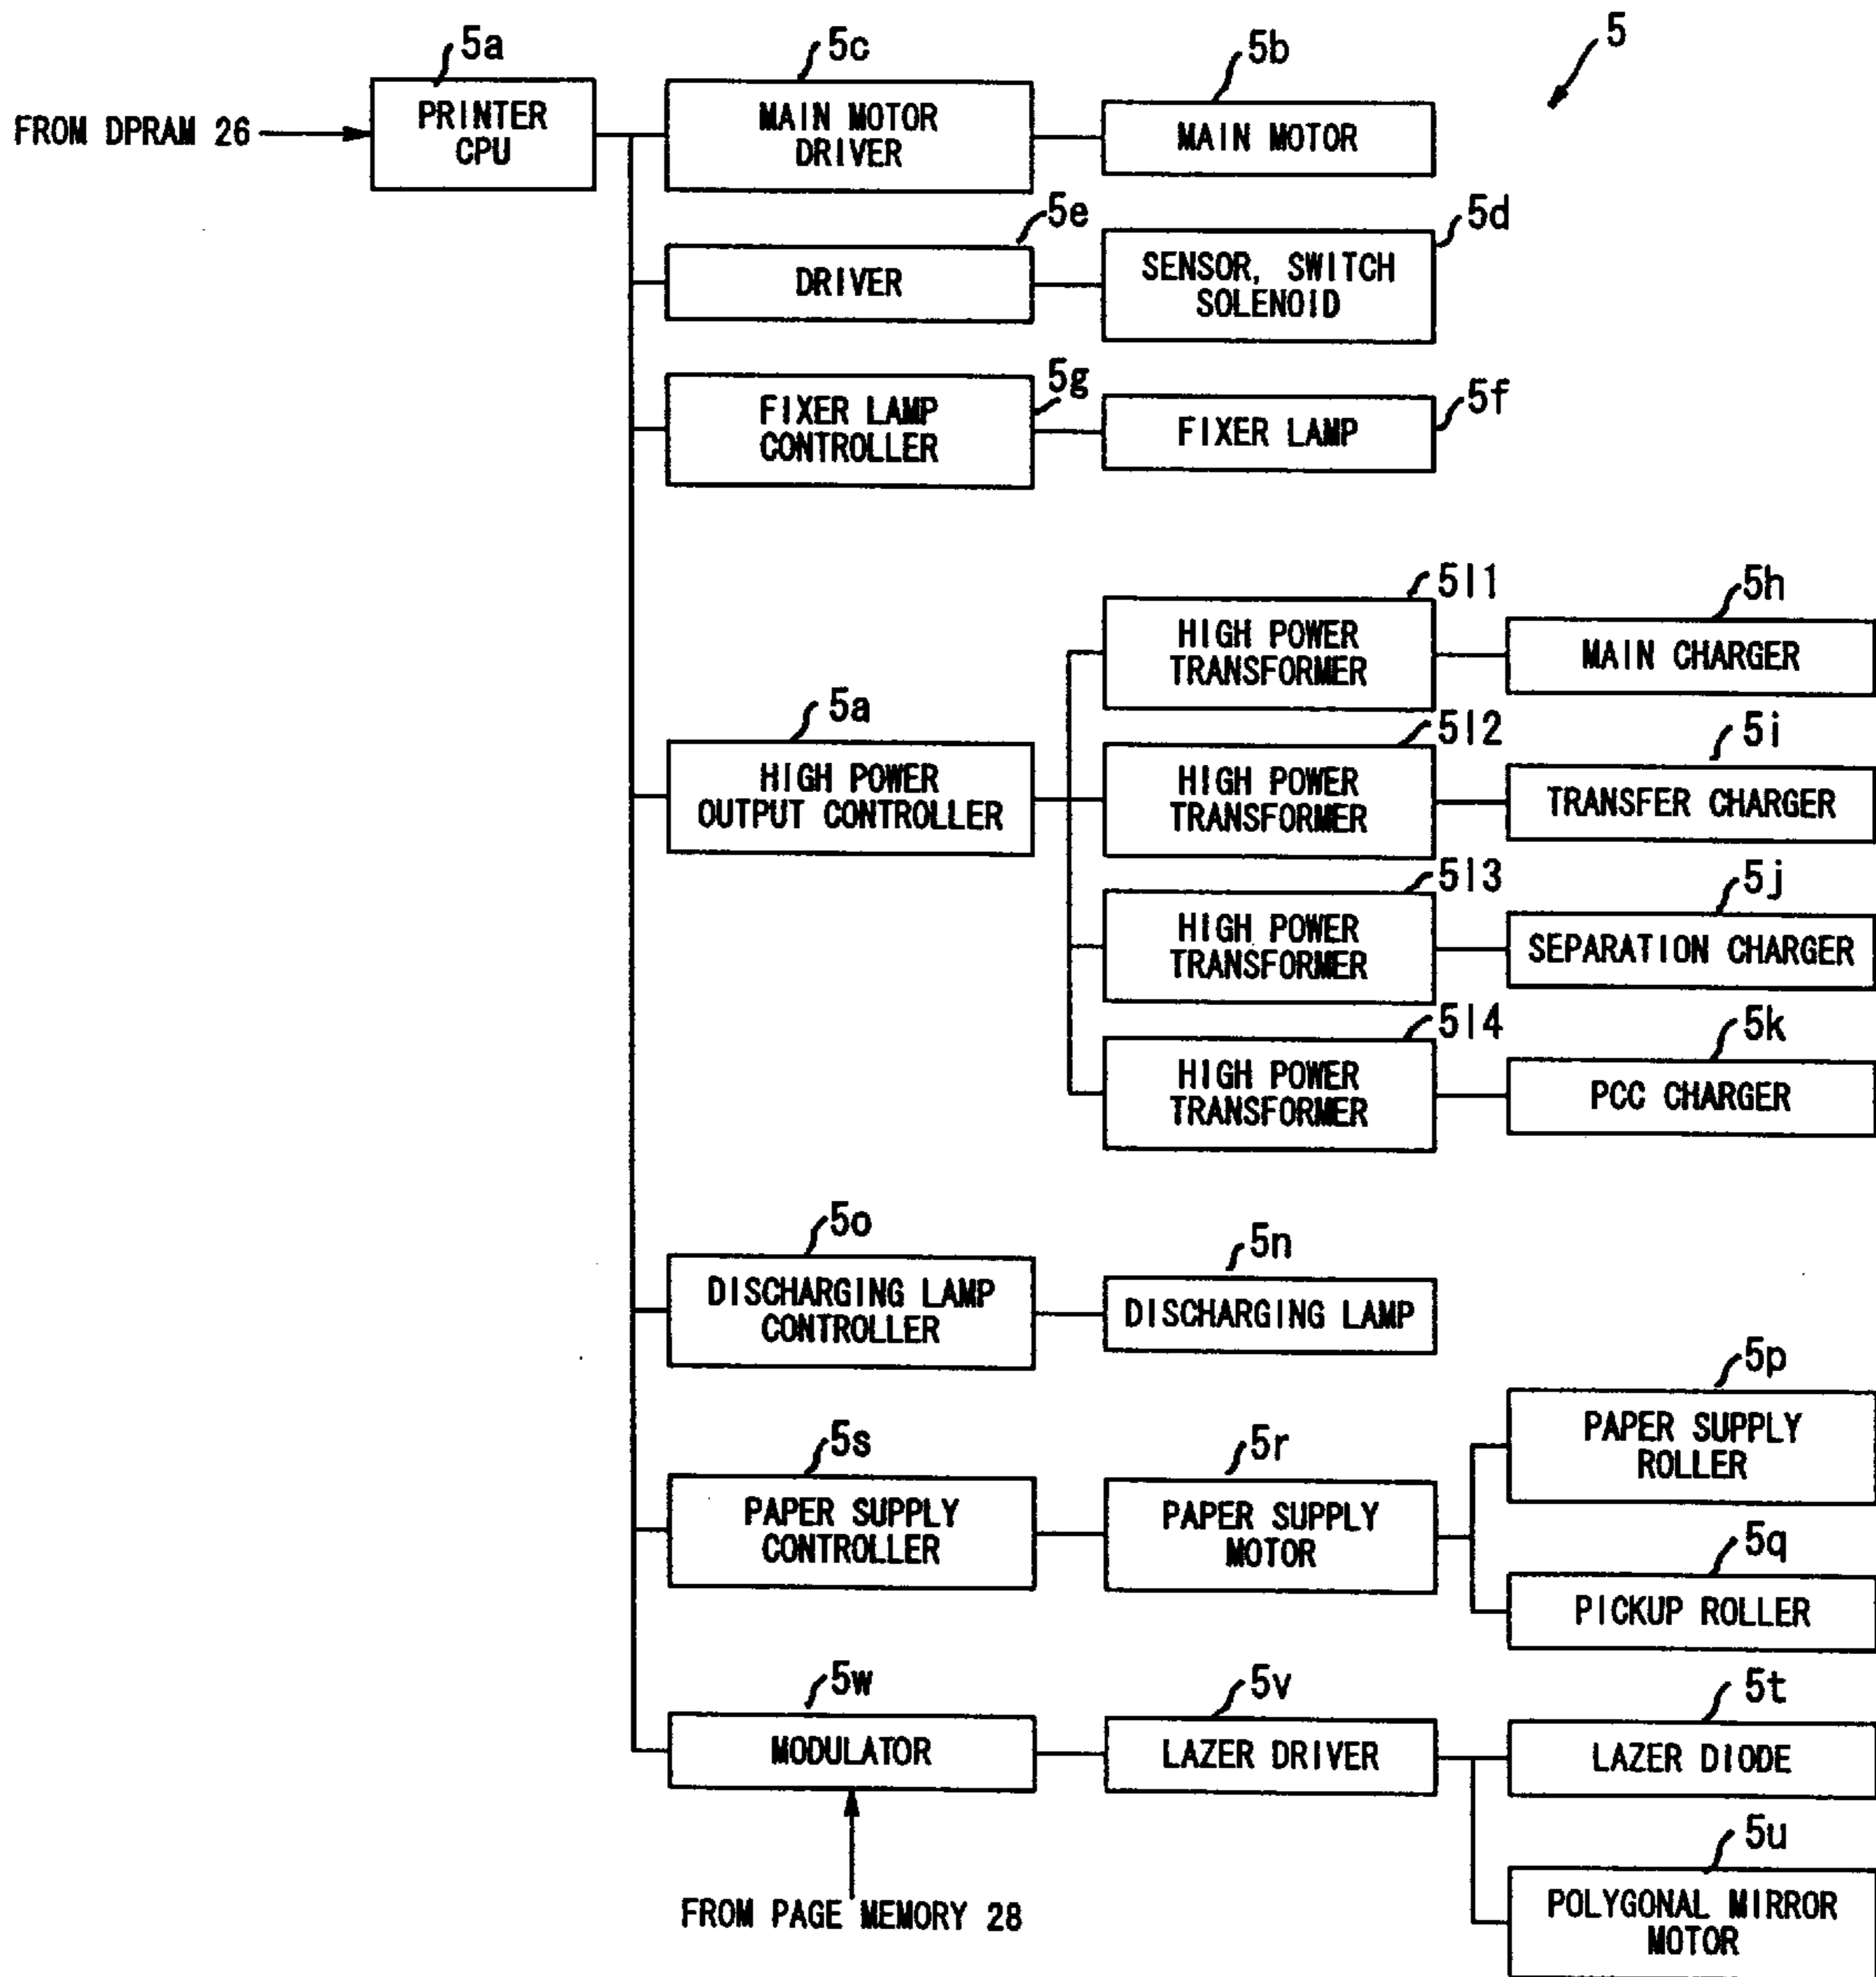 5
5a
PRINTER
CPU
FROM DPRAM 26
5c
MAIN MOTOR
DRIVER
5b
MAIN MOTOR
5e
DRIVER
5d
SENSOR, SWITCH
SOLENOID
5g
FIXER LAMP
CONTROLLER
5f
FIXER LAMP
5a
HIGH POWER
OUTPUT CONTROLLER
5l1
HIGH POWER
TRANSFORMER
5h
MAIN CHARGER
5l2
HIGH POWER
TRANSFORMER
5i
TRANSFER CHARGER
5l3
HIGH POWER
TRANSFORMER
5j
SEPARATION CHARGER
5l4
HIGH POWER
TRANSFORMER
5k
PCC CHARGER
5o
DISCHARGING LAMP
CONTROLLER
5n
DISCHARGING LAMP
5s
PAPER SUPPLY
CONTROLLER
5r
PAPER SUPPLY
MOTOR
5p
PAPER SUPPLY
ROLLER
5q
PICKUP ROLLER
5w
MODULATOR
5v
LAZER DRIVER
5t
LAZER DIODE
5u
POLYGONAL MIRROR
MOTOR
FROM PAGE MEMORY 28